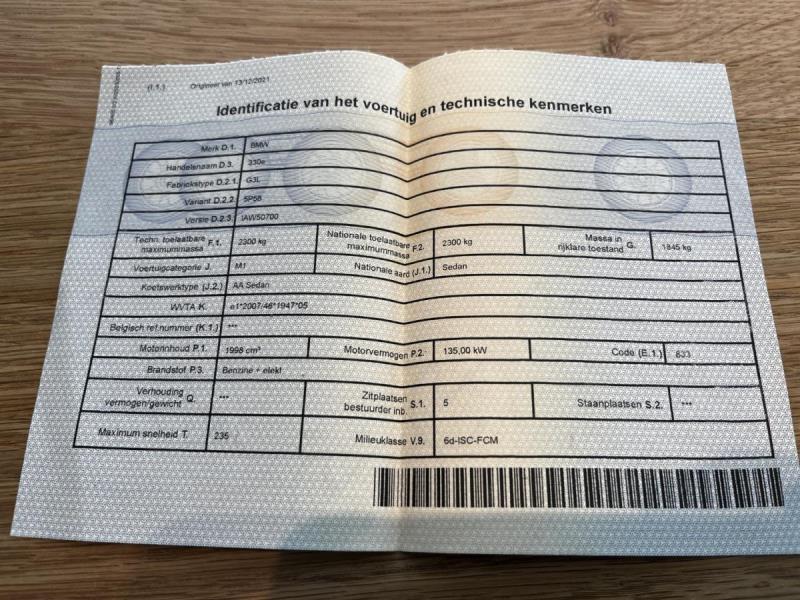 (I.1.) Origineel van 13/12/2021
Identificatie van het voertuig en technische kenmerken
Merk D.1. BMW
Handelsnaam D.3. 330e
Fabriekstype D.2.1. G3L
Variant D.2.2. 5P58
Versie D.2.3. IAW50700
Techn. toelaatbare maximummassa F.1. 2300 kg Nationale toelaatbare maximummassa F.2. 2300 kg Massa in rijklare toestand G. 1845 kg
Voertuigcategorie J. M1 Nationale aard (J.1.) Sedan
Koetswerktype (J.2.) AA Sedan
WVTA K. e1*2007/46*1947*05
Belgisch ref.nummer (K.1.) ***
Motorinhoud P.1. 1998 cm³ Motorvermogen P.2. 135,00 kW Code (E.1.) 833
Brandstof P.3. Benzine + elekt
Verhouding vermogen/gewicht Q. *** Zitplaatsen bestuurder inb. S.1. 5 Staanplaatsen S.2. ***
Maximum snelheid T. 235 Milieuklasse V.9. 6d-ISC-FCM